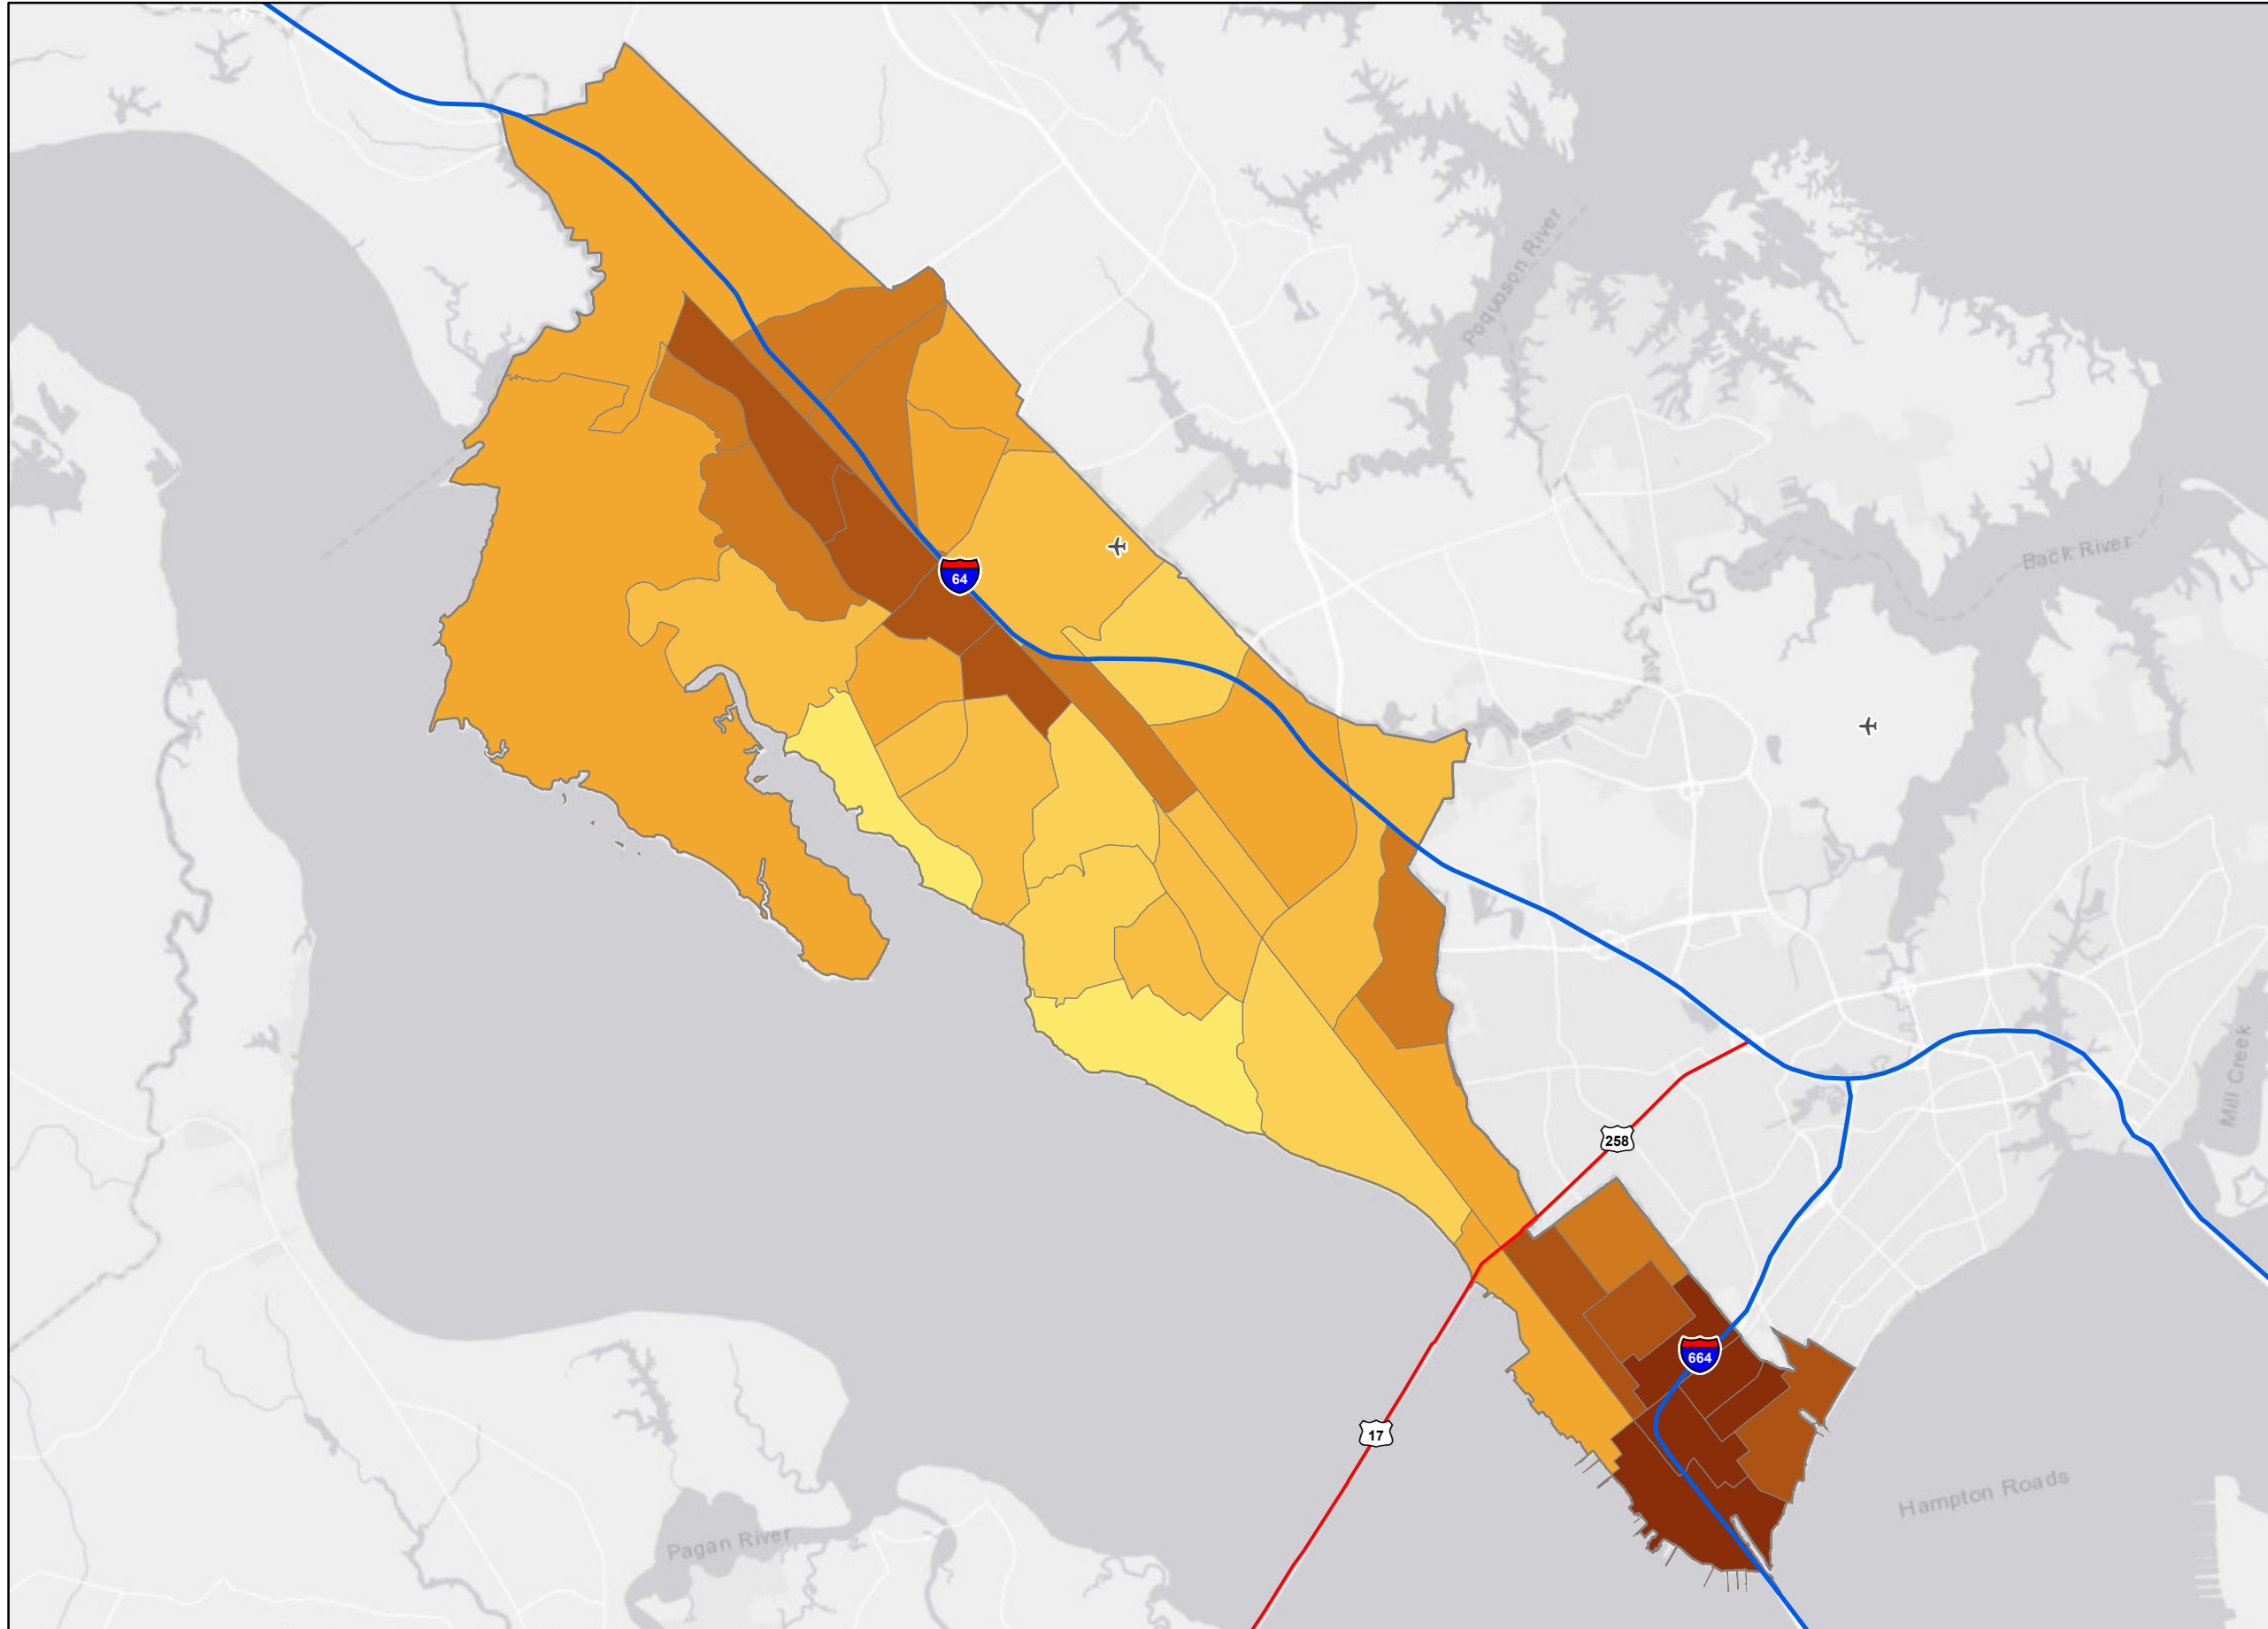 Poquoson River
Back River
64
Mill Creek
258
664
17
Hampton Roads
Pagan River